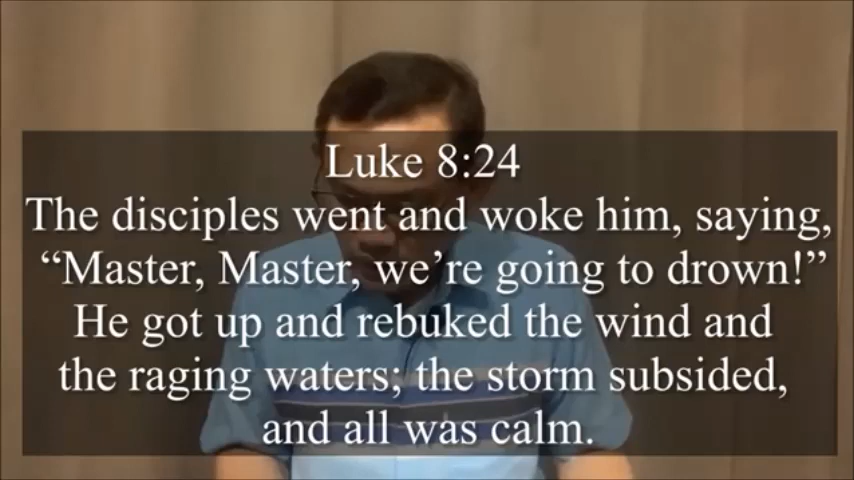 Luke 8:24
The disciples went and woke him, saying,
“Master, Master, we’re going to drown!”
He got up and rebuked the wind and
the raging waters; the storm subsided,
and all was calm.